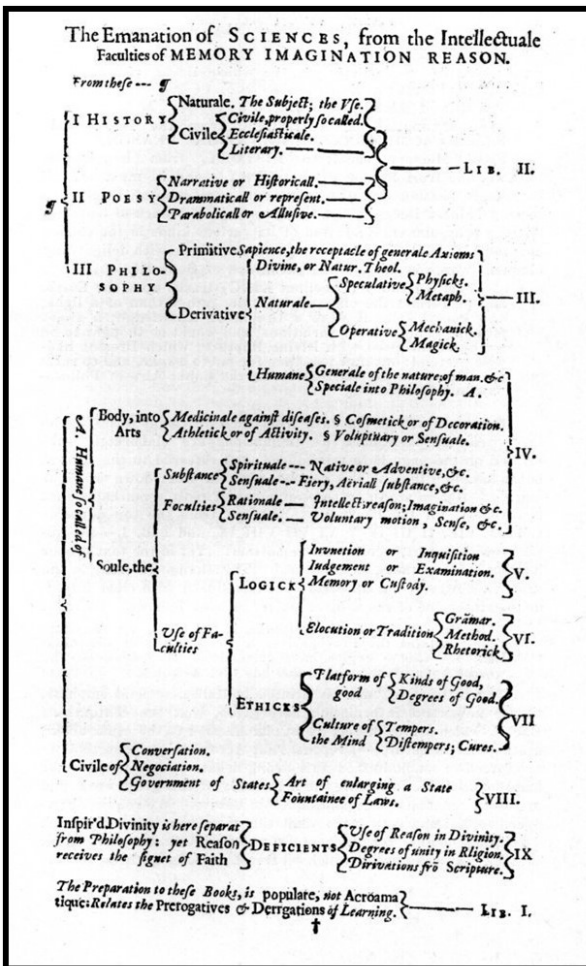 The Emanation of SCIENCES, from the Intellectuale
Faculties of MEMORY IMAGINATION REASON.
From these --- ¶
I HISTORY
Naturale. The Subject; the Vse.
Civile
Civile, properly so called.
Ecclesiasticale.
Literary.
LIB. II.
¶
II POESY
Narrative or Historicall.
Dramaticall or represent.
Parabolicall or Allusive.
III PHILOSOPHY
Primitive Sapience, the receptacle of generale Axioms
Derivative
Divine, or Natur. Theol.
Naturale
Speculative
Physicks.
Metaph.
Operative
Mechanick.
Magick.
III.
Humane
Generale of the nature; of man. &c
Speciale into Philosophy. A.
A. Humane so called of
Body, into
Arts
Medicinale against diseases. § Cosmetick or of Decoration.
Athletick or of Activity. § Voluptuary or Sensuale.
IV.
Soule, the
Substance
Spirituale --- Native or Adventive, &c.
Sensuale -- Fiery, Aeriall substance, &c.
Faculties
Rationale — Intellect; reason; Imagination &c.
Sensuale. — Voluntary motion, Sense, &c.
Vse of Fa-
culties
LOGICK
Invnetion or Inquisition
Iudgement or Examination.
Memory or Custody.
V.
Elocution or Tradition
Grāmar.
Method.
Rhetorick
VI.
ETHICKS
Platform of
good
Kinds of Good,
Degrees of Good.
Culture of
the Mind
Tempers.
Distempers; Cures.
VII
Civile of
Conversation.
Negociation.
Government of States
Art of enlarging a State
Fountainee of Laws.
VIII.
Inspir'd. Divinity is here separat
from Philosophy: yet Reason
receives the signet of Faith
DEFICIENTS
Vse of Reason in Divinity.
Degrees of unity in Rligion.
Dirivations frō Scripture.
IX
The Preparation to these Books, is populare, not Acroama
tique: Relates the Prerogatives & Derrgations of Learning.
LIB. I.